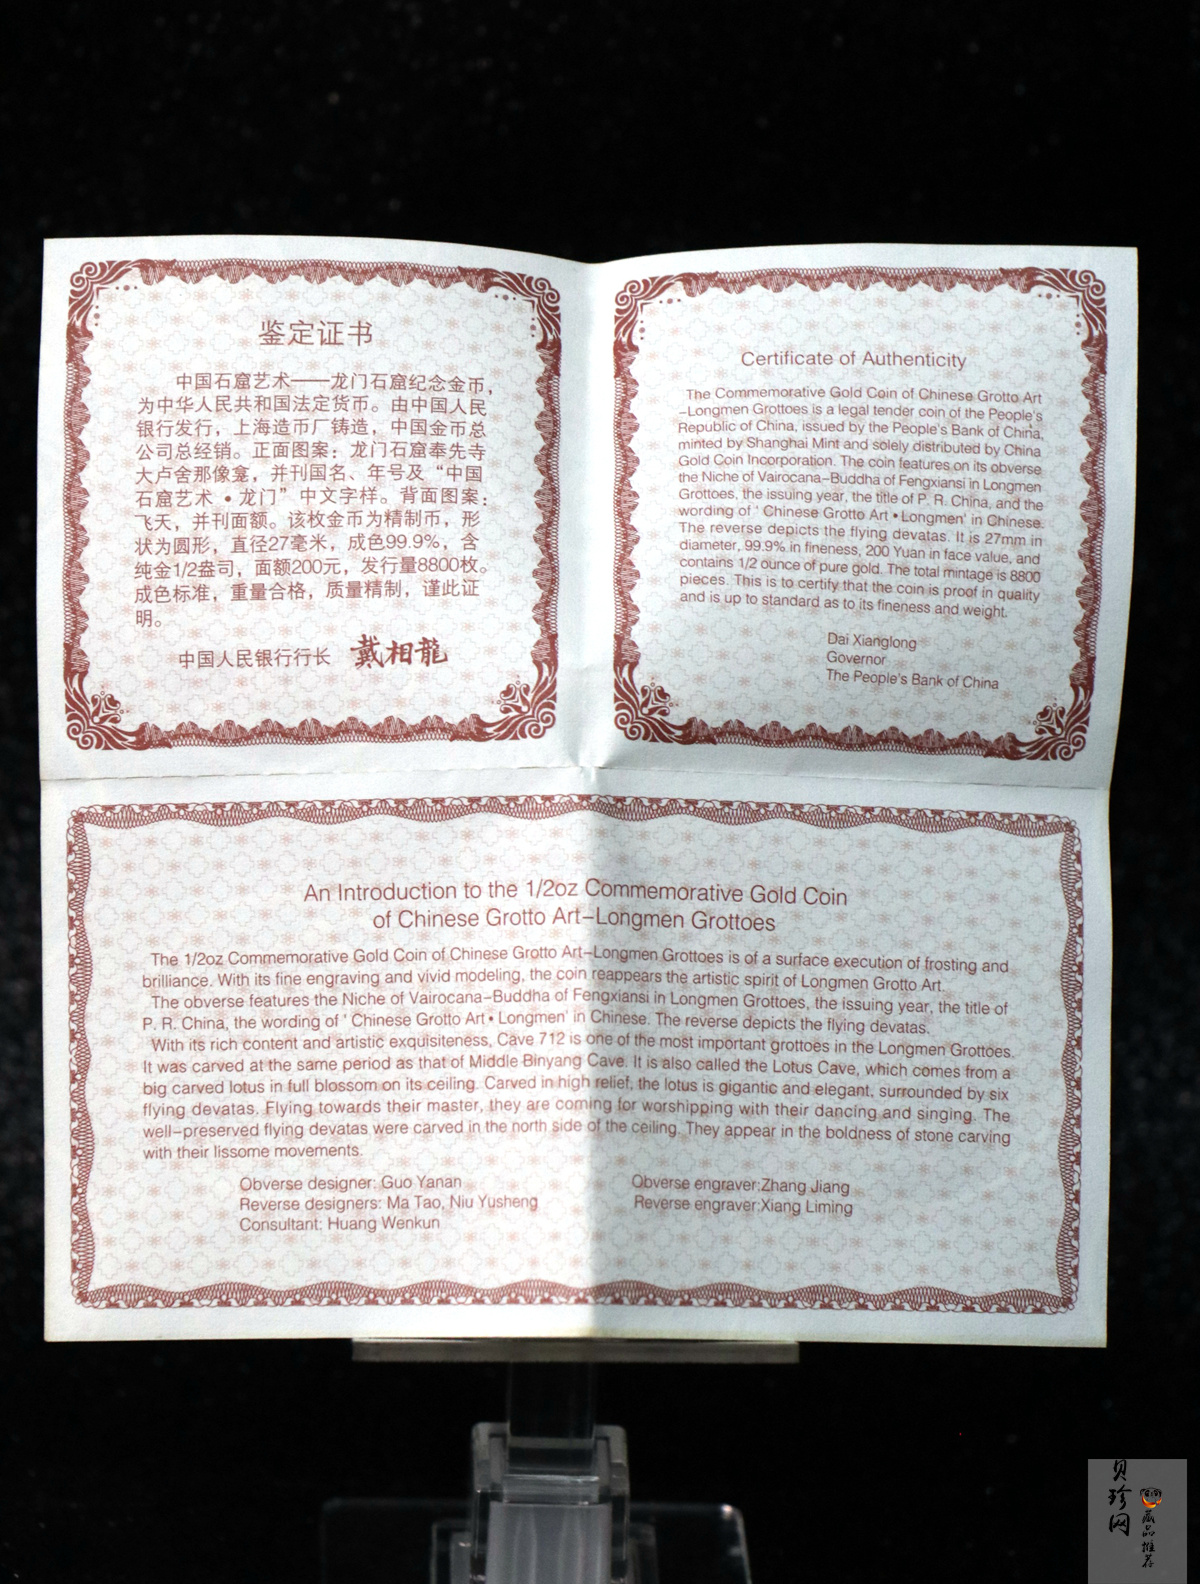 鉴定证书
中国石窟艺术——龙门石窟纪念金币，
为中华人民共和国法定货币。由中国人民
银行发行，上海造币厂铸造，中国金币总
公司总经销。正面图案：龙门石窟奉先寺
大卢舍那像龛，并刊国名、年号及“中国
石窟艺术•龙门”中文字样。背面图案：
飞天，并刊面额。该枚金币为精制币，形
状为圆形，直径27毫米，成色99.9%，含
纯金1/2盎司，面额200元，发行量8800枚。
成色标准，重量合格，质量精制，谨此证
明。
中国人民银行行长 戴相龍
Certificate of Authenticity
The Commemorative Gold Coin of Chinese Grotto Art
-Longmen Grottoes is a legal tender coin of the People's
Republic of China, issued by the People's Bank of China,
minted by Shanghai Mint and solely distributed by China
Gold Coin Incorporation. The coin features on its obverse
the Niche of Vairocana-Buddha of Fengxiansi in Longmen
Grottoes, the issuing year, the title of P. R. China, and the
wording of ' Chinese Grotto Art • Longmen' in Chinese.
The reverse depicts the flying devatas. It is 27mm in
diameter, 99.9% in fineness, 200 Yuan in face value, and
contains 1/2 ounce of pure gold. The total mintage is 8800
pieces. This is to certify that the coin is proof in quality
and is up to standard as to its fineness and weight.
Dai Xianglong
Governor
The People's Bank of China
An Introduction to the 1/2oz Commemorative Gold Coin
of Chinese Grotto Art-Longmen Grottoes
The 1/2oz Commemorative Gold Coin of Chinese Grotto Art-Longmen Grottoes is of a surface execution of frosting and
brilliance. With its fine engraving and vivid modeling, the coin reappears the artistic spirit of Longmen Grotto Art.
The obverse features the Niche of Vairocana-Buddha of Fengxiansi in Longmen Grottoes, the issuing year, the title of
P. R. China, the wording of ' Chinese Grotto Art • Longmen' in Chinese. The reverse depicts the flying devatas.
With its rich content and artistic exquisiteness, Cave 712 is one of the most important grottoes in the Longmen Grottoes.
It was carved at the same period as that of Middle Binyang Cave. It is also called the Lotus Cave, which comes from a
big carved lotus in full blossom on its ceiling. Carved in high relief, the lotus is gigantic and elegant, surrounded by six
flying devatas. Flying towards their master, they are coming for worshipping with their dancing and singing. The
well-preserved flying devatas were carved in the north side of the ceiling. They appear in the boldness of stone carving
with their lissome movements.
Obverse designer: Guo Yanan
Reverse designers: Ma Tao, Niu Yusheng
Consultant: Huang Wenkun
Obverse engraver:Zhang Jiang
Reverse engraver:Xiang Liming
贝珍网
藏品推荐